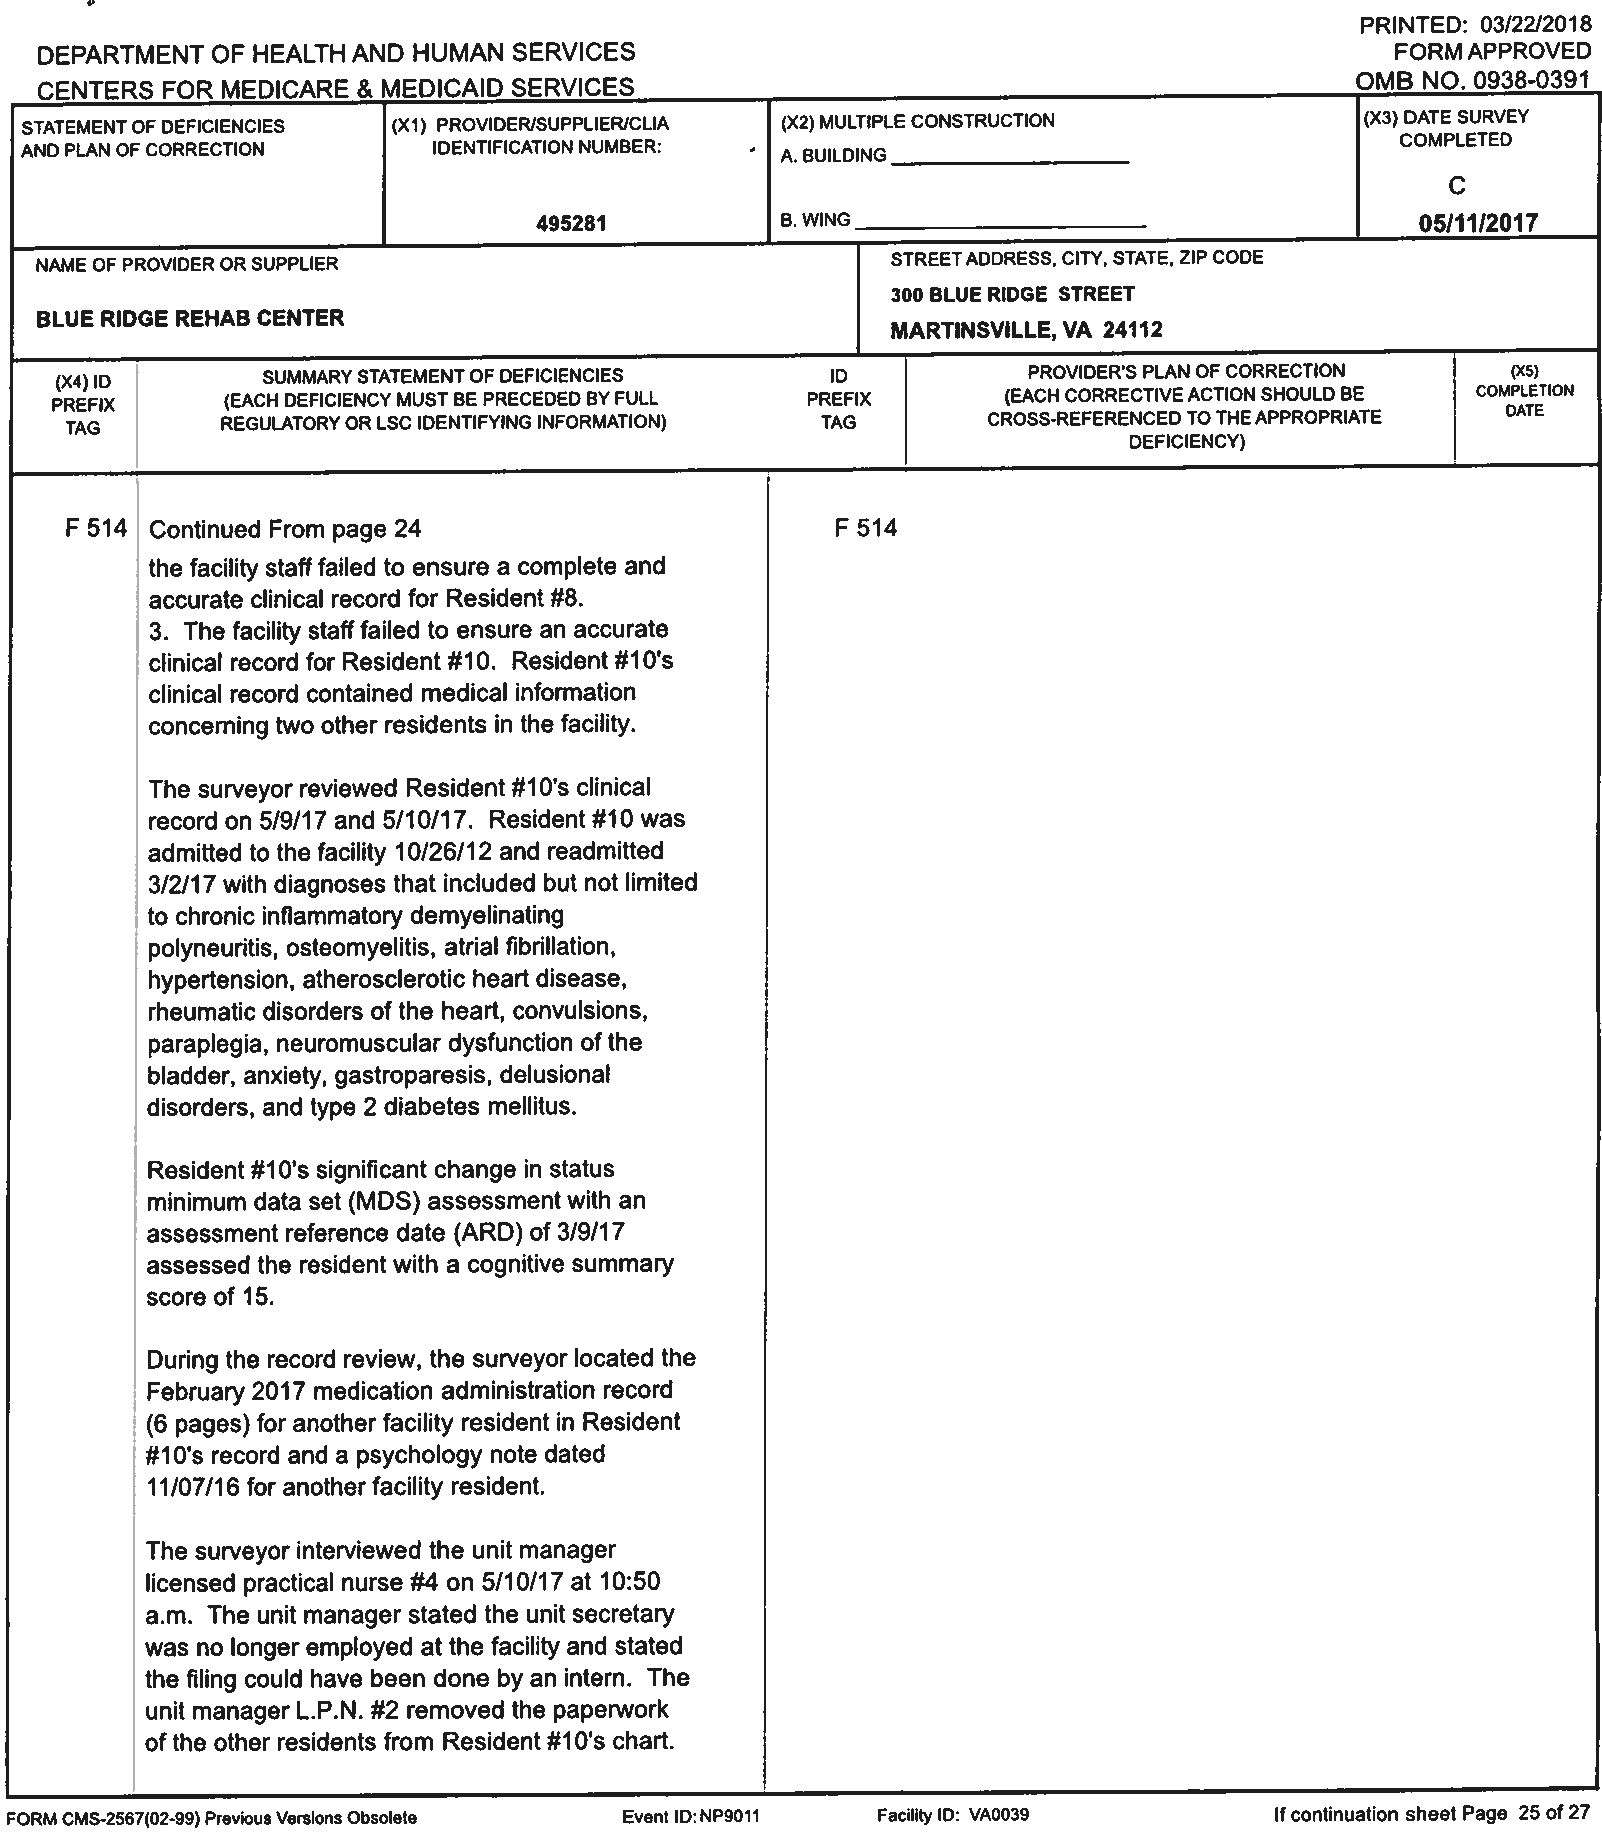 PRINTED: 03/22/2018
DEPARTMENT OF HEALTH AND HUMAN SERVICES
FORM APPROVED
CENTERS FOR MEDICARE & MEDICAID SERVICES
OMB NO. 0938-0391
STATEMENT OF DEFICIENCIES
AND PLAN OF CORRECTION
(X1) PROVIDER/SUPPLIER/CLIA
IDENTIFICATION NUMBER:
495281
(X2) MULTIPLE CONSTRUCTION
A. BUILDING
B. WING
(X3) DATE SURVEY
COMPLETED
C
05/11/2017
NAME OF PROVIDER OR SUPPLIER
BLUE RIDGE REHAB CENTER
STREET ADDRESS, CITY, STATE, ZIP CODE
300 BLUE RIDGE STREET
MARTINSVILLE, VA 24112
(X4) ID
PREFIX
TAG
SUMMARY STATEMENT OF DEFICIENCIES
(EACH DEFICIENCY MUST BE PRECEDED BY FULL
REGULATORY OR LSC IDENTIFYING INFORMATION)
ID
PREFIX
TAG
PROVIDER'S PLAN OF CORRECTION
(EACH CORRECTIVE ACTION SHOULD BE
CROSS-REFERENCED TO THE APPROPRIATE
DEFICIENCY)
(X5)
COMPLETION
DATE
F 514
Continued From page 24
F 514
the facility staff failed to ensure a complete and
accurate clinical record for Resident #8.
3. The facility staff failed to ensure an accurate
clinical record for Resident #10. Resident #10's
clinical record contained medical information
concerning two other residents in the facility.
The surveyor reviewed Resident #10's clinical
record on 5/9/17 and 5/10/17. Resident #10 was
admitted to the facility 10/26/12 and readmitted
3/2/17 with diagnoses that included but not limited
to chronic inflammatory demyelinating
polyneuritis, osteomyelitis, atrial fibrillation,
hypertension, atherosclerotic heart disease,
rheumatic disorders of the heart, convulsions,
paraplegia, neuromuscular dysfunction of the
bladder, anxiety, gastroparesis, delusional
disorders, and type 2 diabetes mellitus.
Resident #10's significant change in status
minimum data set (MDS) assessment with an
assessment reference date (ARD) of 3/9/17
assessed the resident with a cognitive summary
score of 15.
During the record review, the surveyor located the
February 2017 medication administration record
(6 pages) for another facility resident in Resident
#10's record and a psychology note dated
11/07/16 for another facility resident.
The surveyor interviewed the unit manager
licensed practical nurse #4 on 5/10/17 at 10:50
a.m. The unit manager stated the unit secretary
was no longer employed at the facility and stated
the filing could have been done by an intern. The
unit manager L.P.N. #2 removed the paperwork
of the other residents from Resident #10's chart.
FORM CMS-2567(02-99) Previous Versions Obsolete
Event ID: NP9011
Facility ID: VA0039
If continuation sheet Page 25 of 27